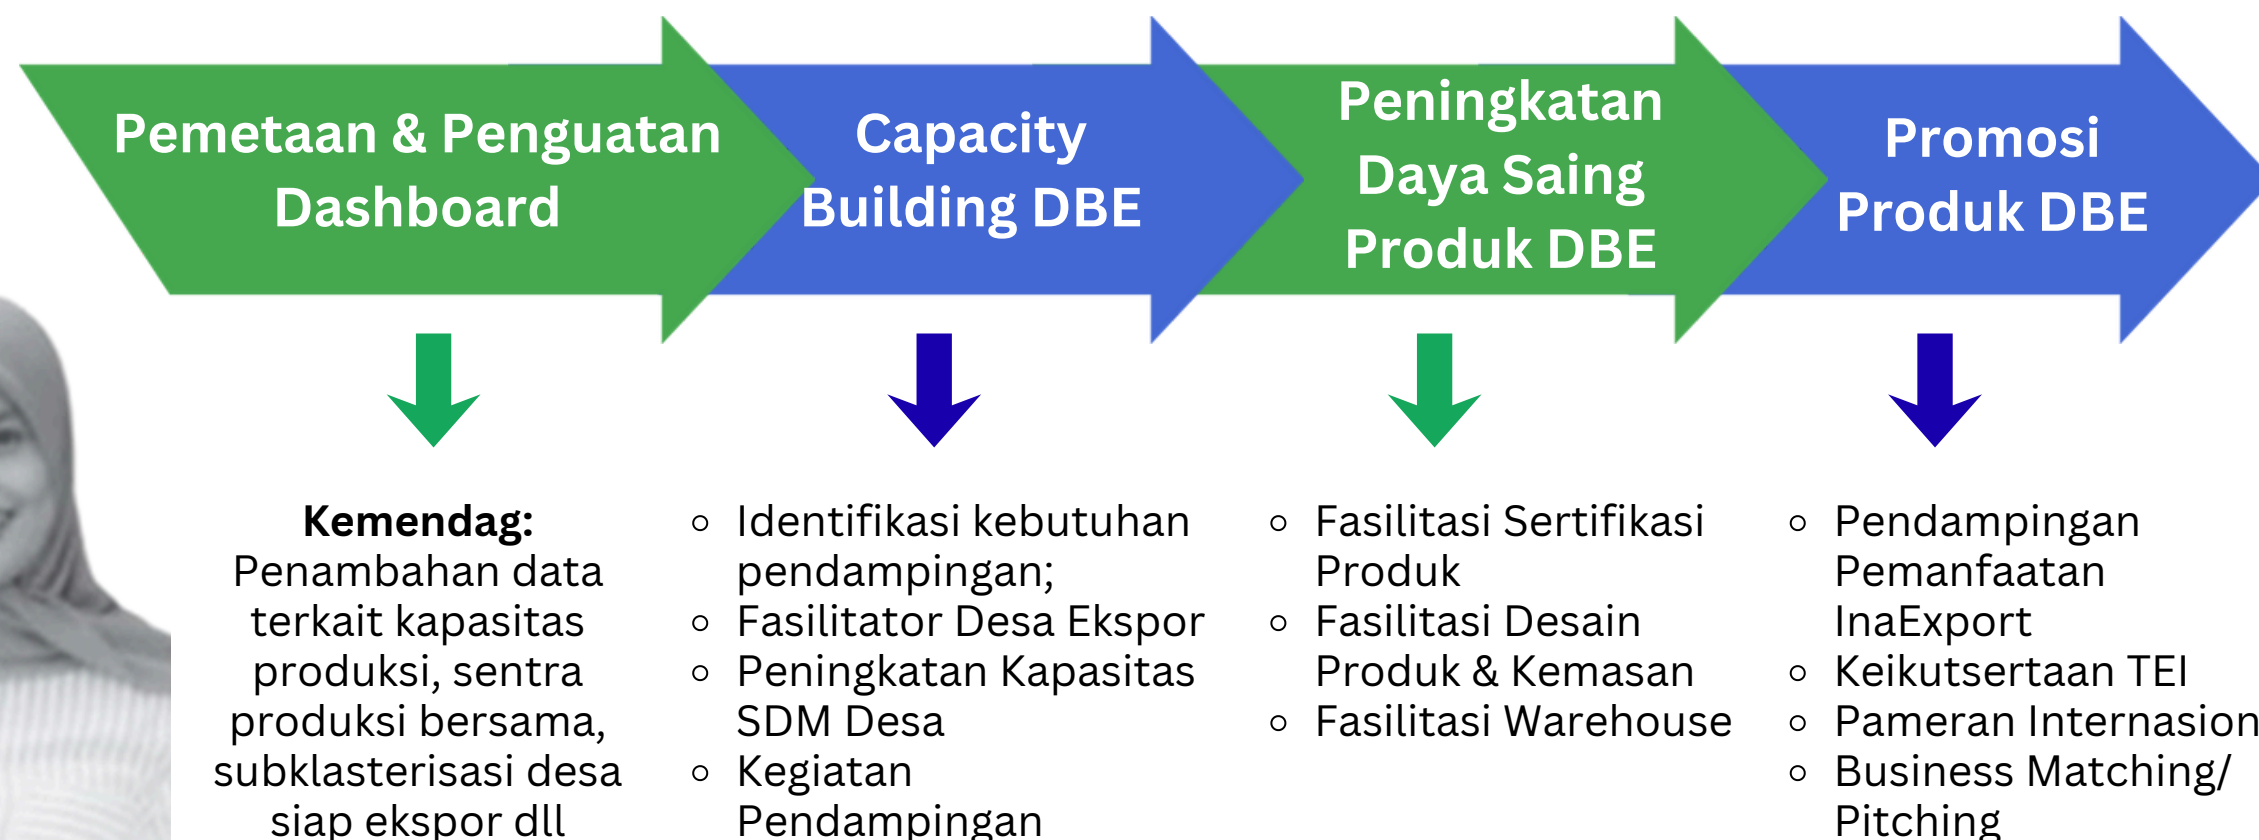 Pemetaan & Penguatan
Dashboard
Capacity
Building DBE
Peningkatan
Daya Saing
Produk DBE
Promosi
Produk DBE
Kemendag:
Penambahan data
terkait kapasitas
produksi, sentra
produksi bersama,
subklasterisasi desa
siap ekspor dll
Identifikasi kebutuhan
pendampingan;
Fasilitator Desa Ekspor
Peningkatan Kapasitas
SDM Desa
Kegiatan
Pendampingan
Fasilitasi Sertifikasi
Produk
Fasilitasi Desain
Produk & Kemasan
Fasilitasi Warehouse
Pendampingan
Pemanfaatan
InaExport
Keikutsertaan TEI
Pameran Internasion
Business Matching/
Pitching